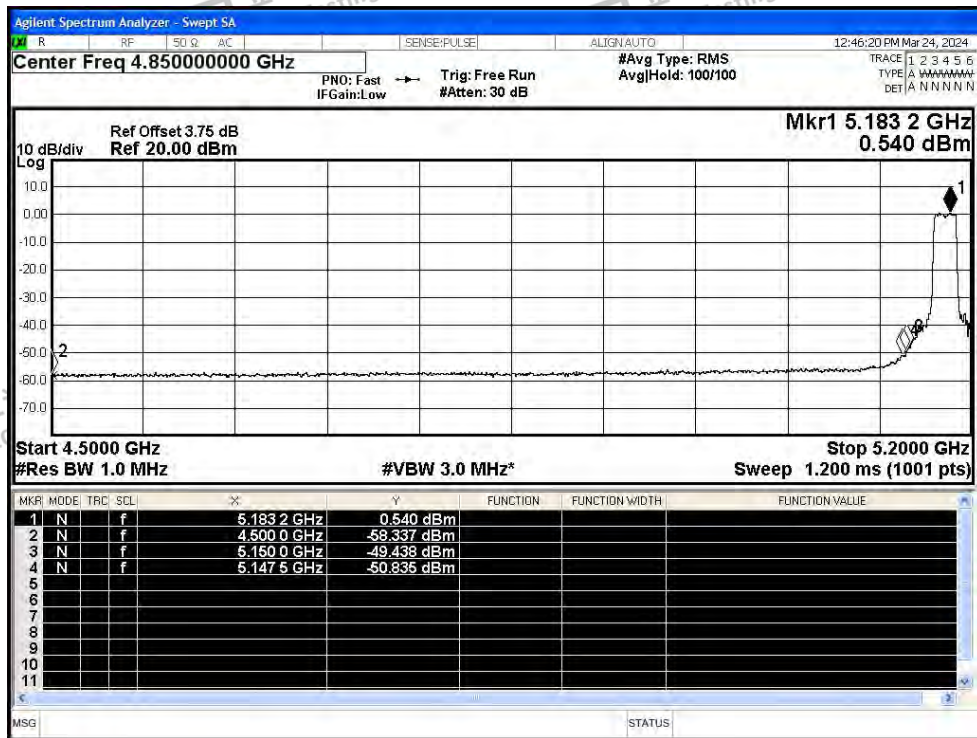 Agilent Spectrum Analyzer - Swept SA
LXI R RF 50 Ω AC SENSE:PULSE ALIGN AUTO 12:46:20 PM Mar 24, 2024
Center Freq 4.850000000 GHz
PNO: Fast
IFGain:Low
Trig: Free Run
#Atten: 30 dB
#Avg Type: RMS
Avg|Hold: 100/100
TRACE 1 2 3 4 5 6
TYPE A WWWWW
DET A N N N N N
Mkr1 5.183 2 GHz
0.540 dBm
Ref Offset 3.75 dB
10 dB/div Ref 20.00 dBm
Log
10.0
0.00
-10.0
-20.0
-30.0
-40.0
-50.0
-60.0
-70.0
1
2
Start 4.5000 GHz Stop 5.2000 GHz
#Res BW 1.0 MHz #VBW 3.0 MHz* Sweep 1.200 ms (1001 pts)
MKR MODE TRC SCL X Y FUNCTION FUNCTION WIDTH FUNCTION VALUE
1 N f 5.183 2 GHz 0.540 dBm
2 N f 4.500 0 GHz -58.337 dBm
3 N f 5.150 0 GHz -49.438 dBm
4 N f 5.147 5 GHz -50.835 dBm
5
6
7
8
9
10
11
MSG STATUS